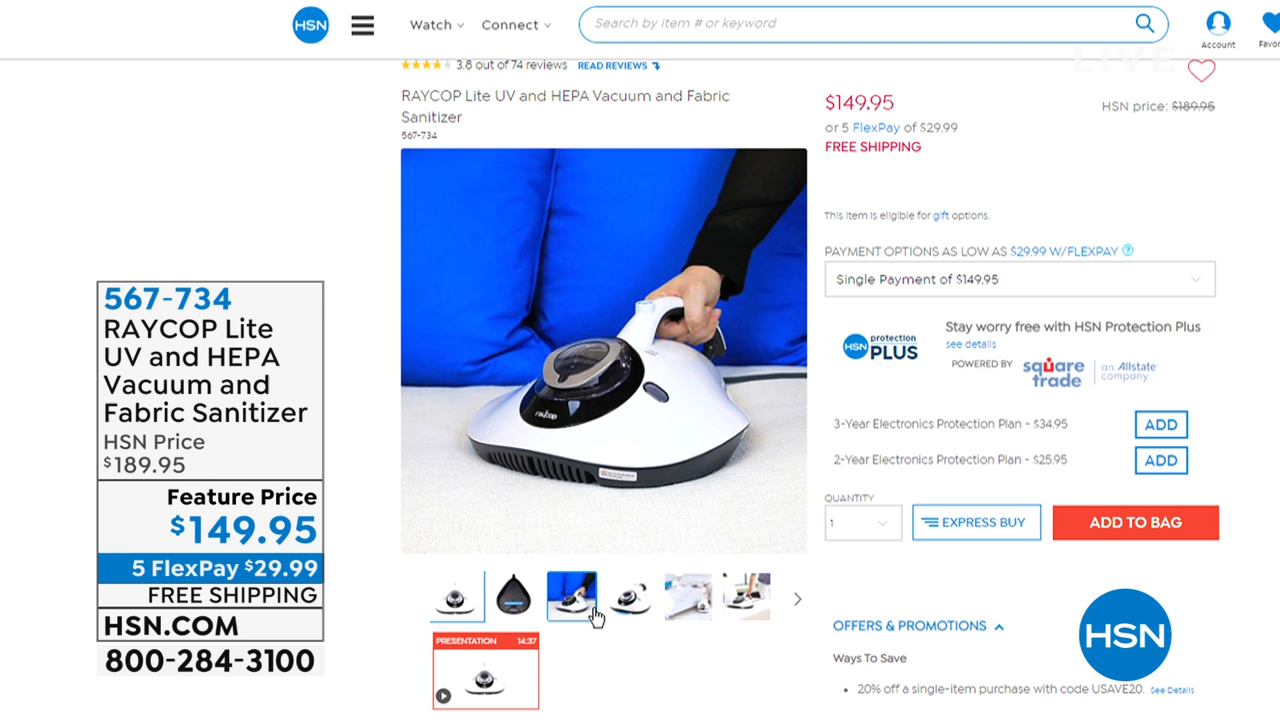 HSN
Watch
Connect
Search by item # or keyword
Account
LIVE
3.8 out of 74 reviews READ REVIEWS
RAYCOP Lite UV and HEPA Vacuum and Fabric
Sanitizer
567-734
$149.95
HSN price: $189.95
or 5 FlexPay of $29.99
FREE SHIPPING
This item is eligible for gift options.
PAYMENT OPTIONS AS LOW AS $29.99 W/FLEXPAY
Single Payment of $149.95
HSN protection PLUS
Stay worry free with HSN Protection Plus
see details
POWERED BY square trade an Allstate company
3-Year Electronics Protection Plan - $34.95 ADD
2-Year Electronics Protection Plan - $25.95 ADD
QUANTITY
1
EXPRESS BUY
ADD TO BAG
raycop
567-734
RAYCOP Lite
UV and HEPA
Vacuum and
Fabric Sanitizer
HSN Price
$189.95
Feature Price
$149.95
5 FlexPay $29.99
FREE SHIPPING
HSN.COM
800-284-3100
PRESENTATION 14:37
OFFERS & PROMOTIONS
Ways To Save
• 20% off a single-item purchase with code USAVE20. See Details
HSN